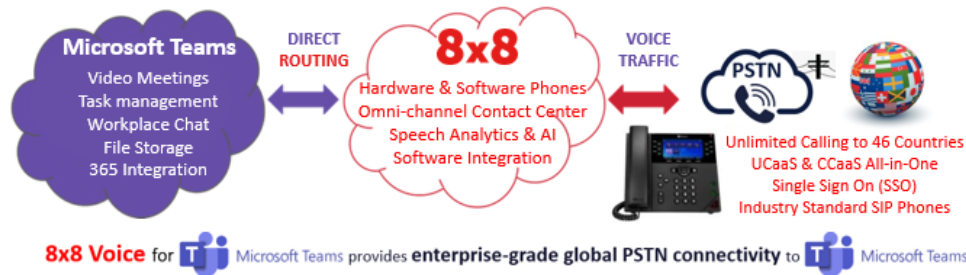 Microsoft Teams
Video Meetings
Task management
Workplace Chat
File Storage
365 Integration
DIRECT
ROUTING
8x8
Hardware & Software Phones
Omni-channel Contact Center
Speech Analytics & AI
Software Integration
VOICE
TRAFFIC
PSTN
Unlimited Calling to 46 Countries
UCaaS & CCaaS All-in-One
Single Sign On (SSO)
Industry Standard SIP Phones
8x8 Voice for T Microsoft Teams provides enterprise-grade global PSTN connectivity to T Microsoft Teams